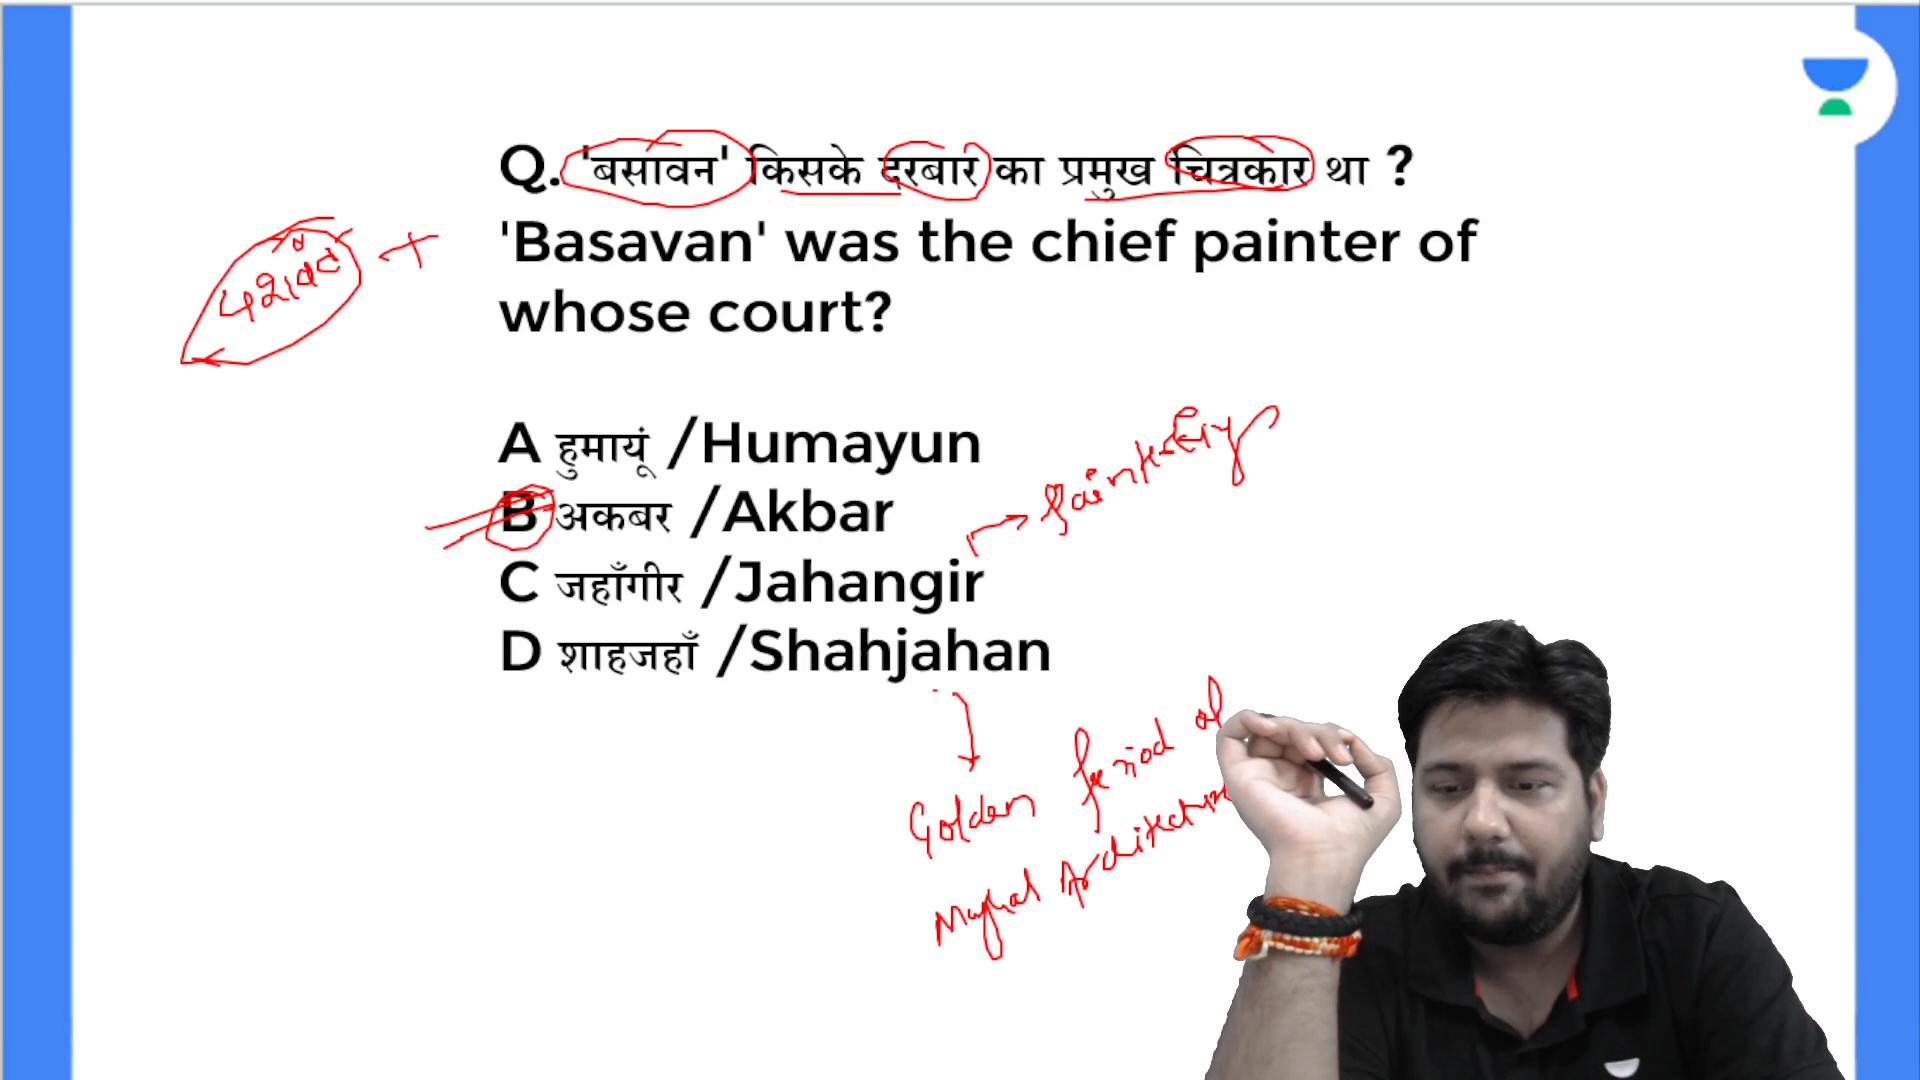 Q. 'बसावन' किसके दरबार का प्रमुख चित्रकार था ?
'Basavan' was the chief painter of
whose court?
A हुमायूं /Humayun
B अकबर /Akbar
C जहाँगीर /Jahangir
D शाहजहाँ /Shahjahan
Golden Period of
Mughal Architecture